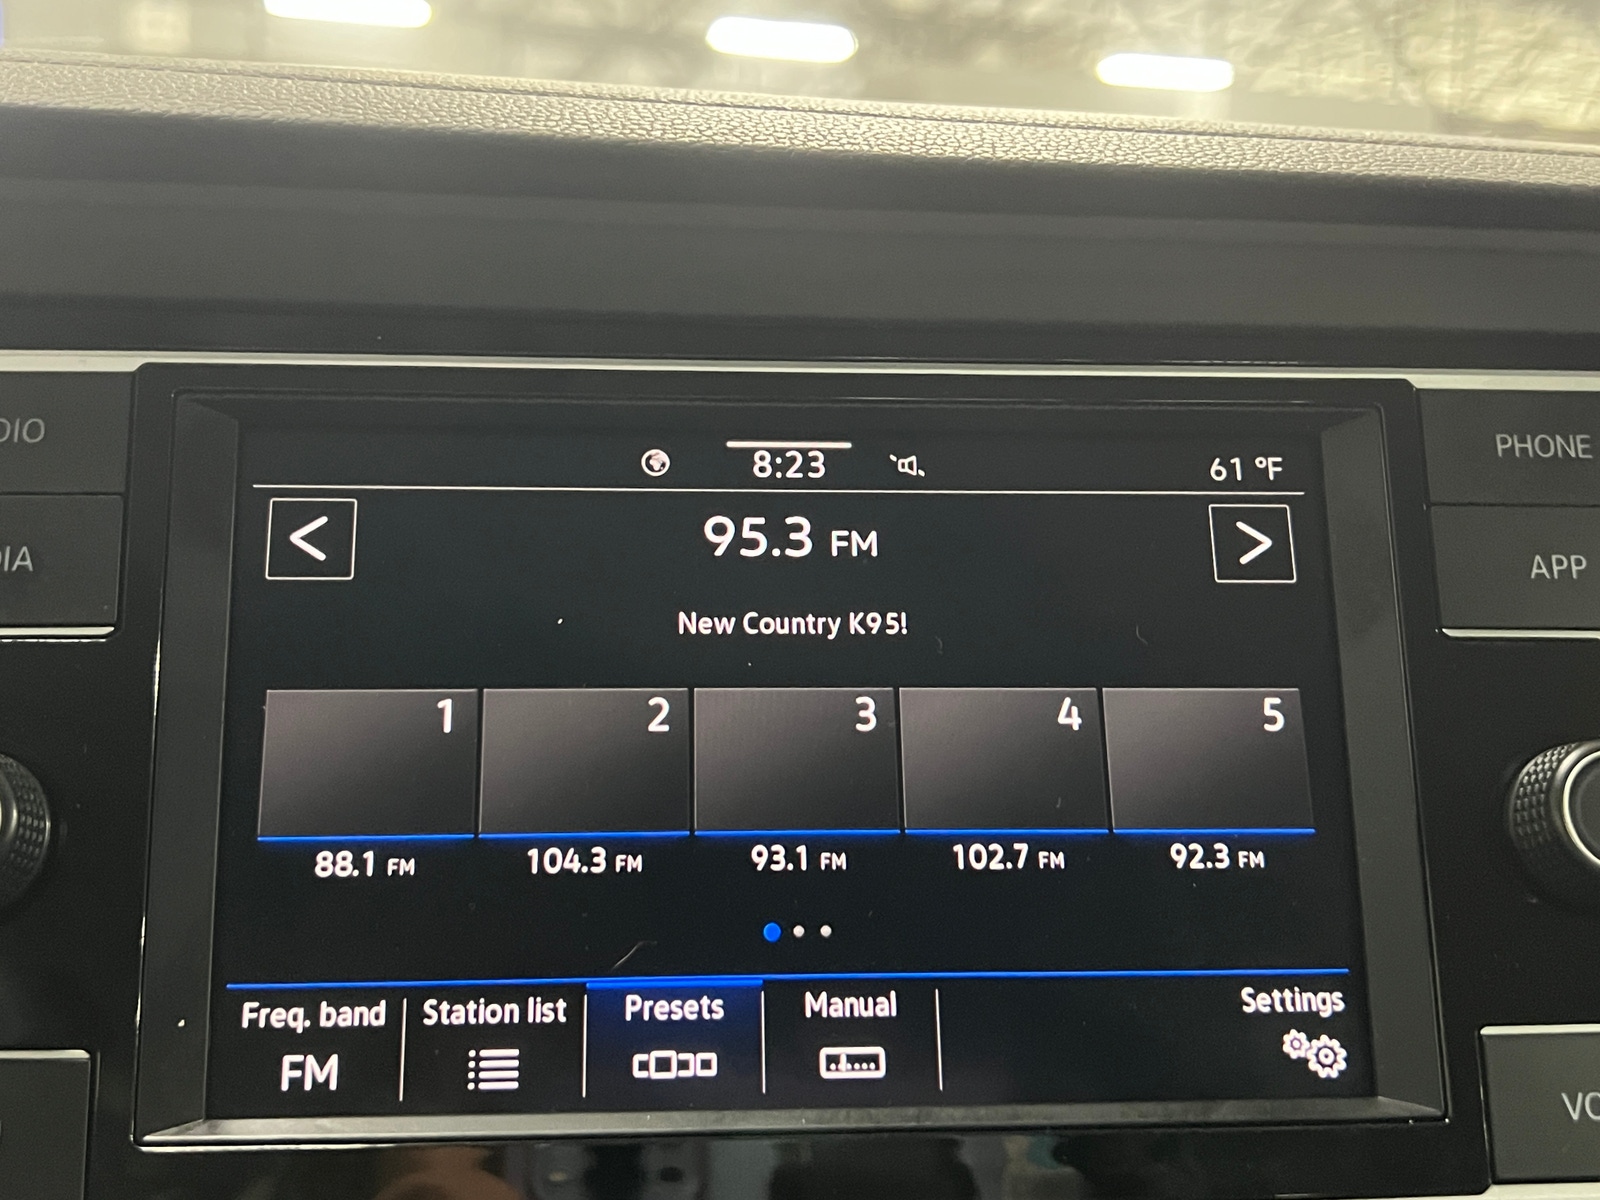 DIO
PHONE
DIA
APP
8:23
61 °F
<
95.3 FM
>
New Country K95!
1 2 3 4 5
88.1 FM 104.3 FM 93.1 FM 102.7 FM 92.3 FM
Freq. band Station list Presets Manual Settings
FM
VO